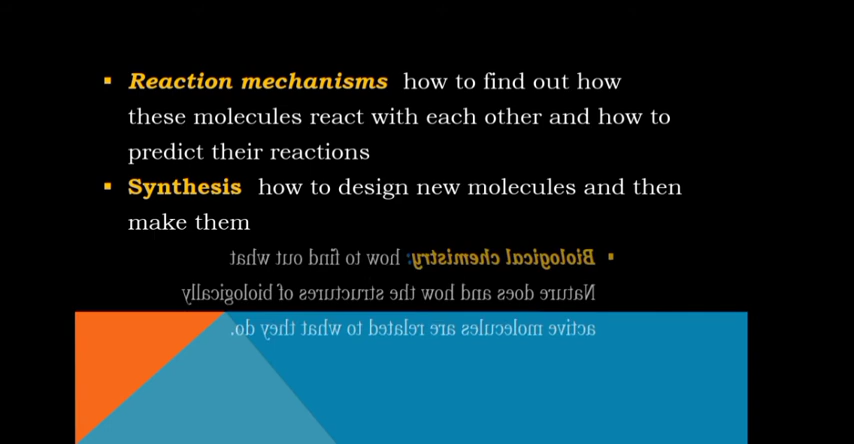 ▪ Reaction mechanisms how to find out how
these molecules react with each other and how to
predict their reactions
▪ Synthesis how to design new molecules and then
make them
▪ Biological chemistry: how to find out what
Nature does and how the structures of biologically
active molecules are related to what they do.